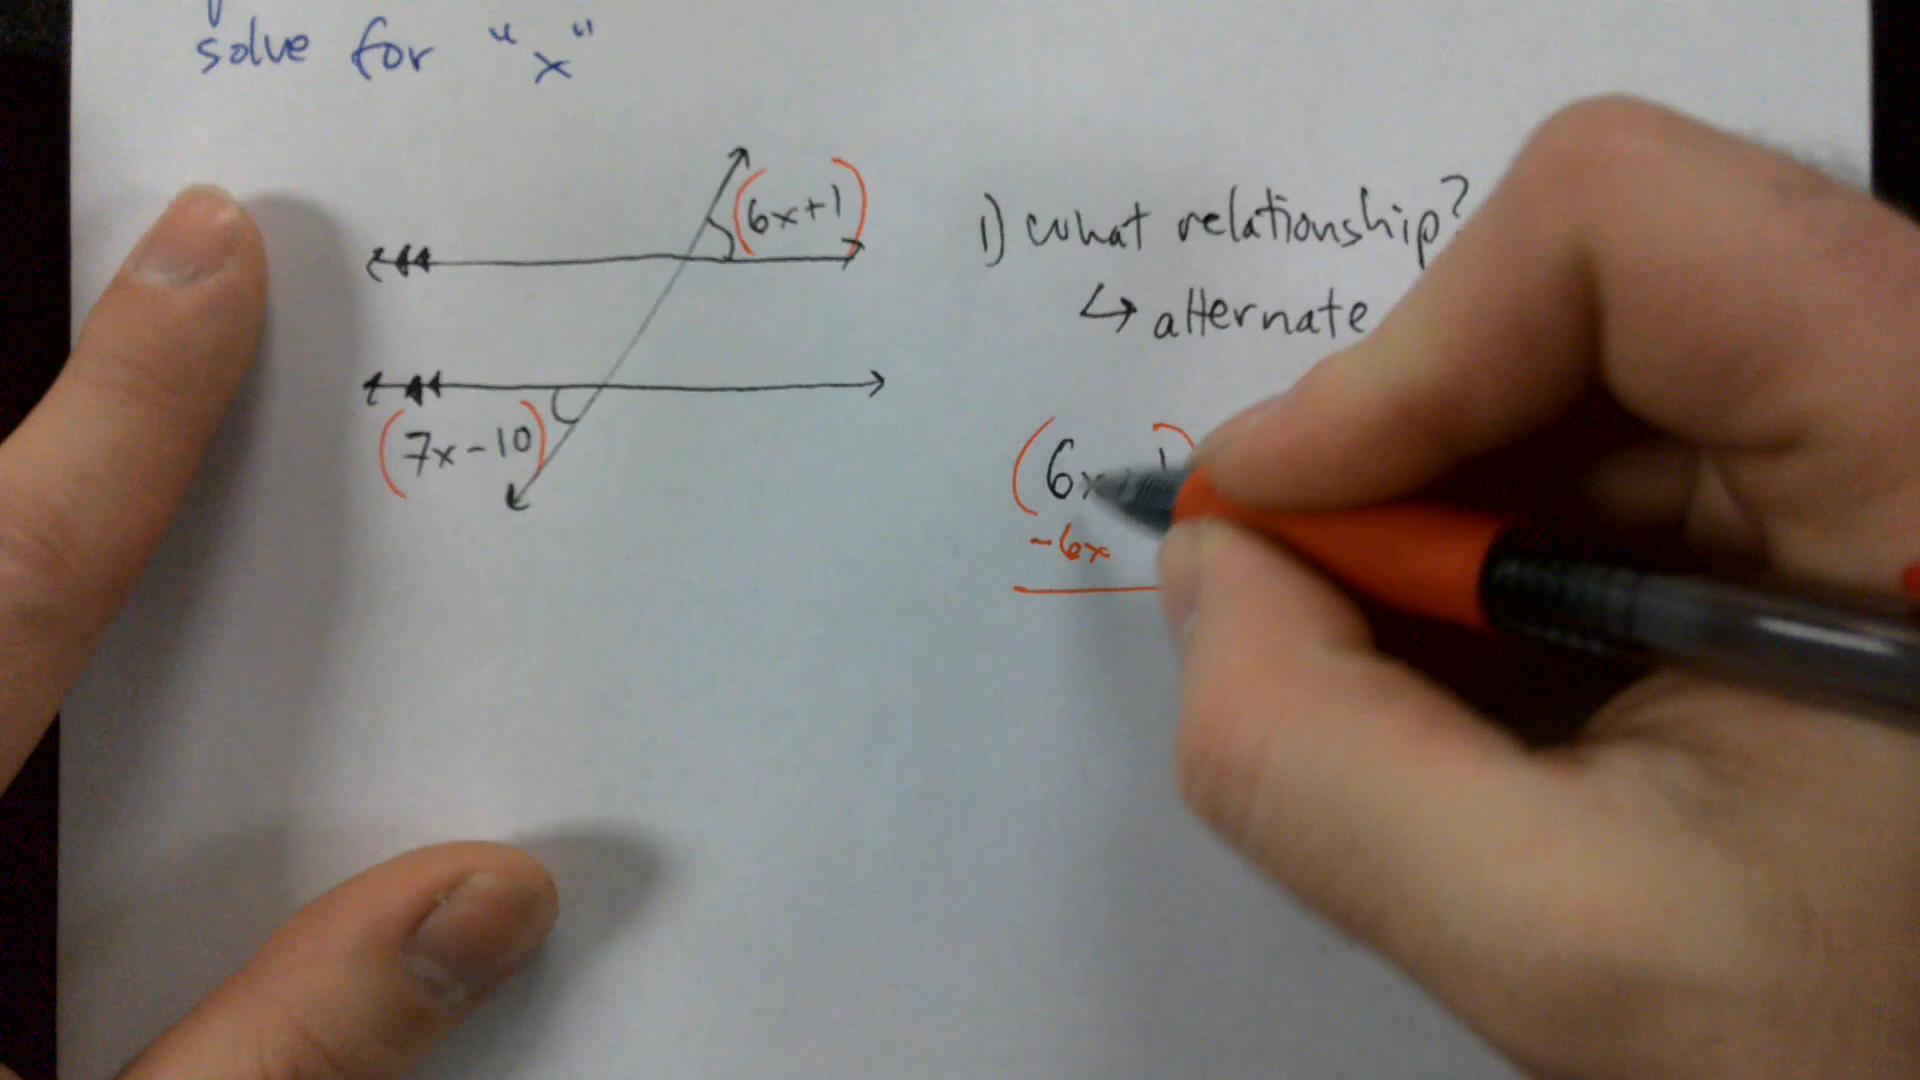 solve for "x"
(6x+1)
(7x-10)
1) what relationship?
↳ alternate
(6x
-6x